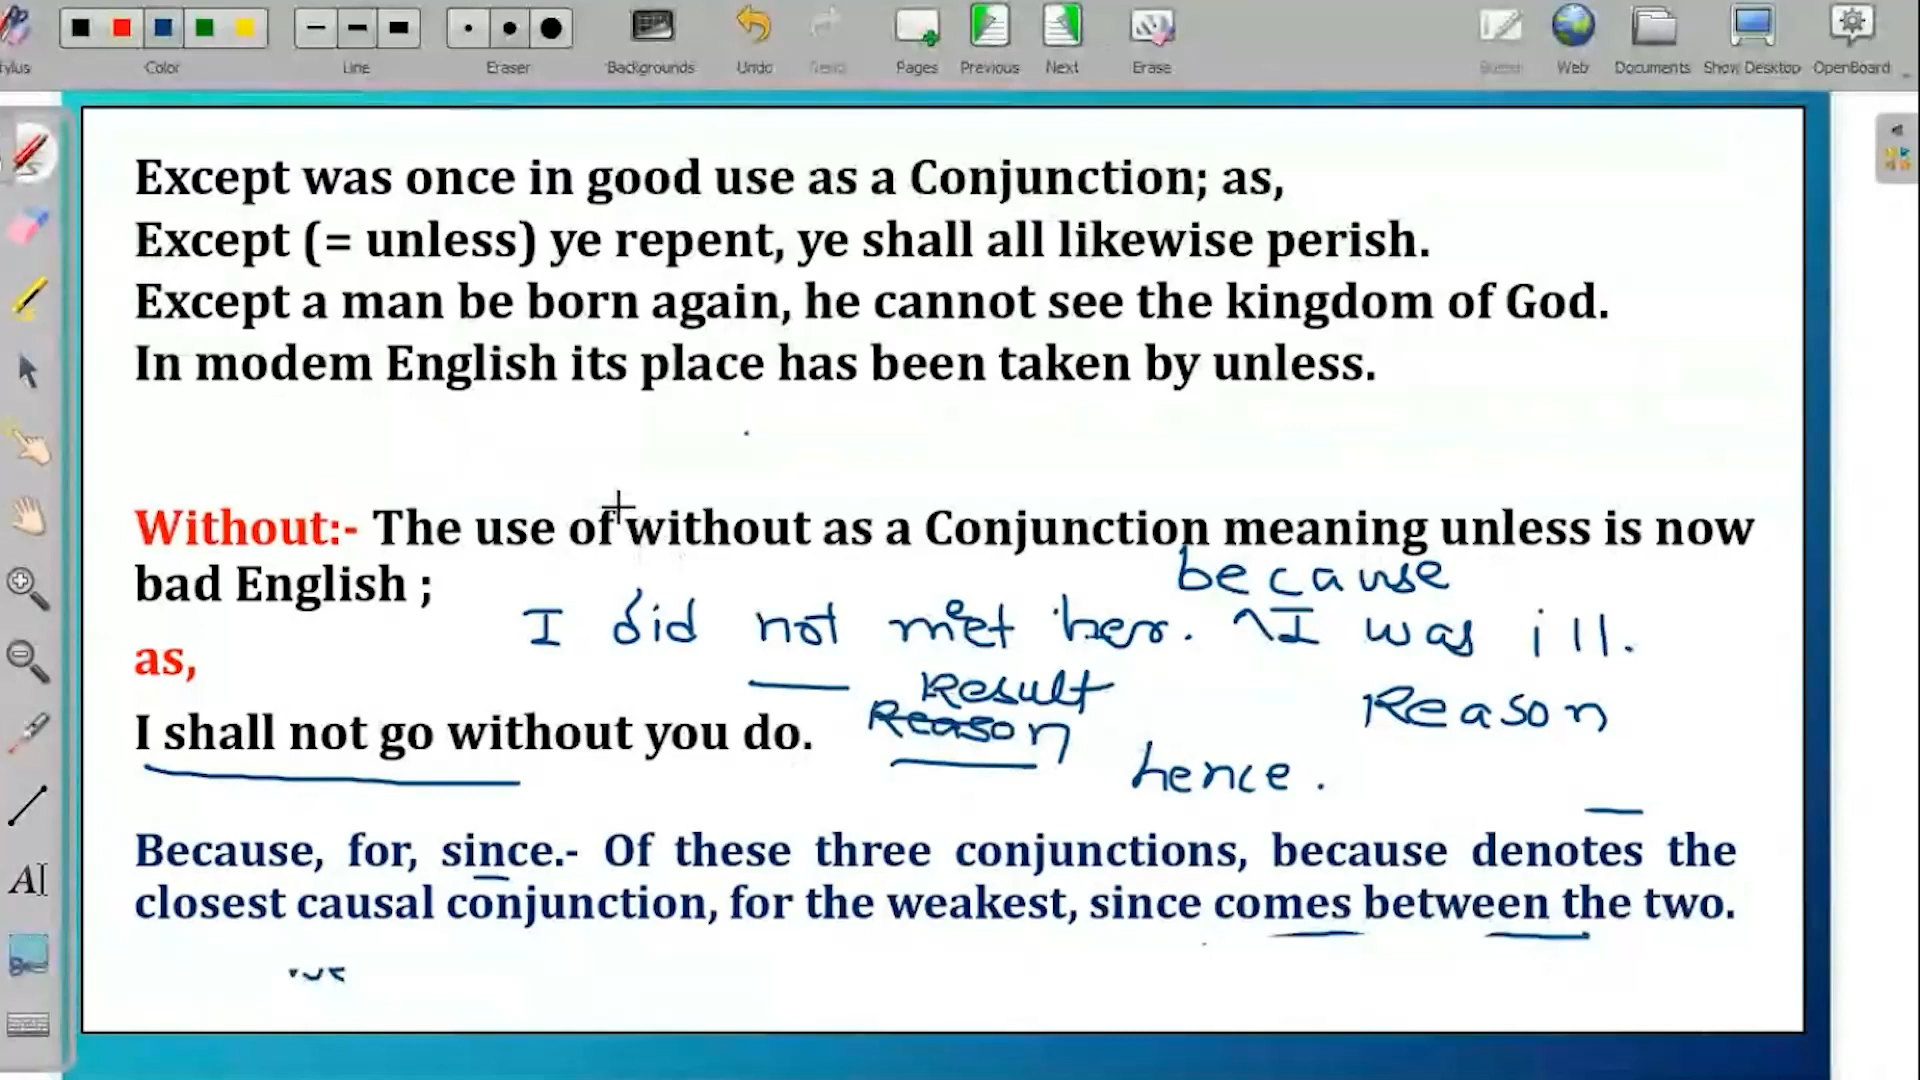 Color Line Eraser Backgrounds Undo Pages Previous Next Erase Web Documents Show Desktop OpenBoard
Except was once in good use as a Conjunction; as,
Except (= unless) ye repent, ye shall all likewise perish.
Except a man be born again, he cannot see the kingdom of God.
In modem English its place has been taken by unless.
Without:- The use of without as a Conjunction meaning unless is now
bad English ;
because
I did not met her. I was ill.
as,
Result
Reason
Reason
I shall not go without you do.
hence.
Because, for, since.- Of these three conjunctions, because denotes the
closest causal conjunction, for the weakest, since comes between the two.